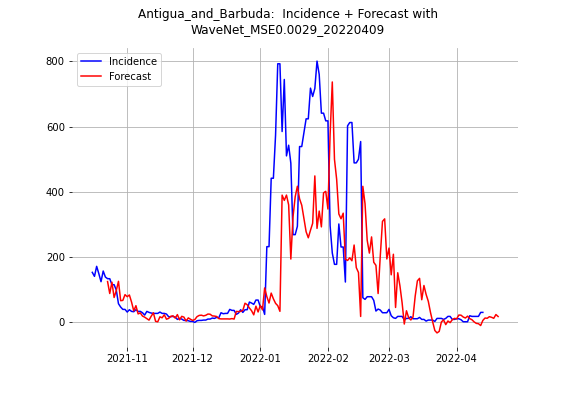 Antigua_and_Barbuda:  Incidence + Forecast with
WaveNet_MSE0.0029_20220409
Incidence
Forecast
800
600
400
200
0
2021-11
2021-12
2022-01
2022-02
2022-03
2022-04